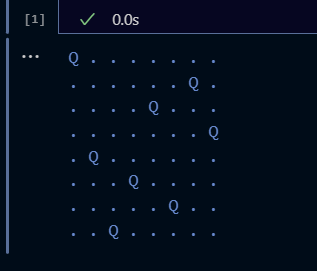 [1] ✓ 0.0s
... Q . . . . . . .
. . . . . . Q .
. . . . Q . . .
. . . . . . . Q
. Q . . . . . .
. . . Q . . . .
. . . . . Q . .
. . Q . . . . .